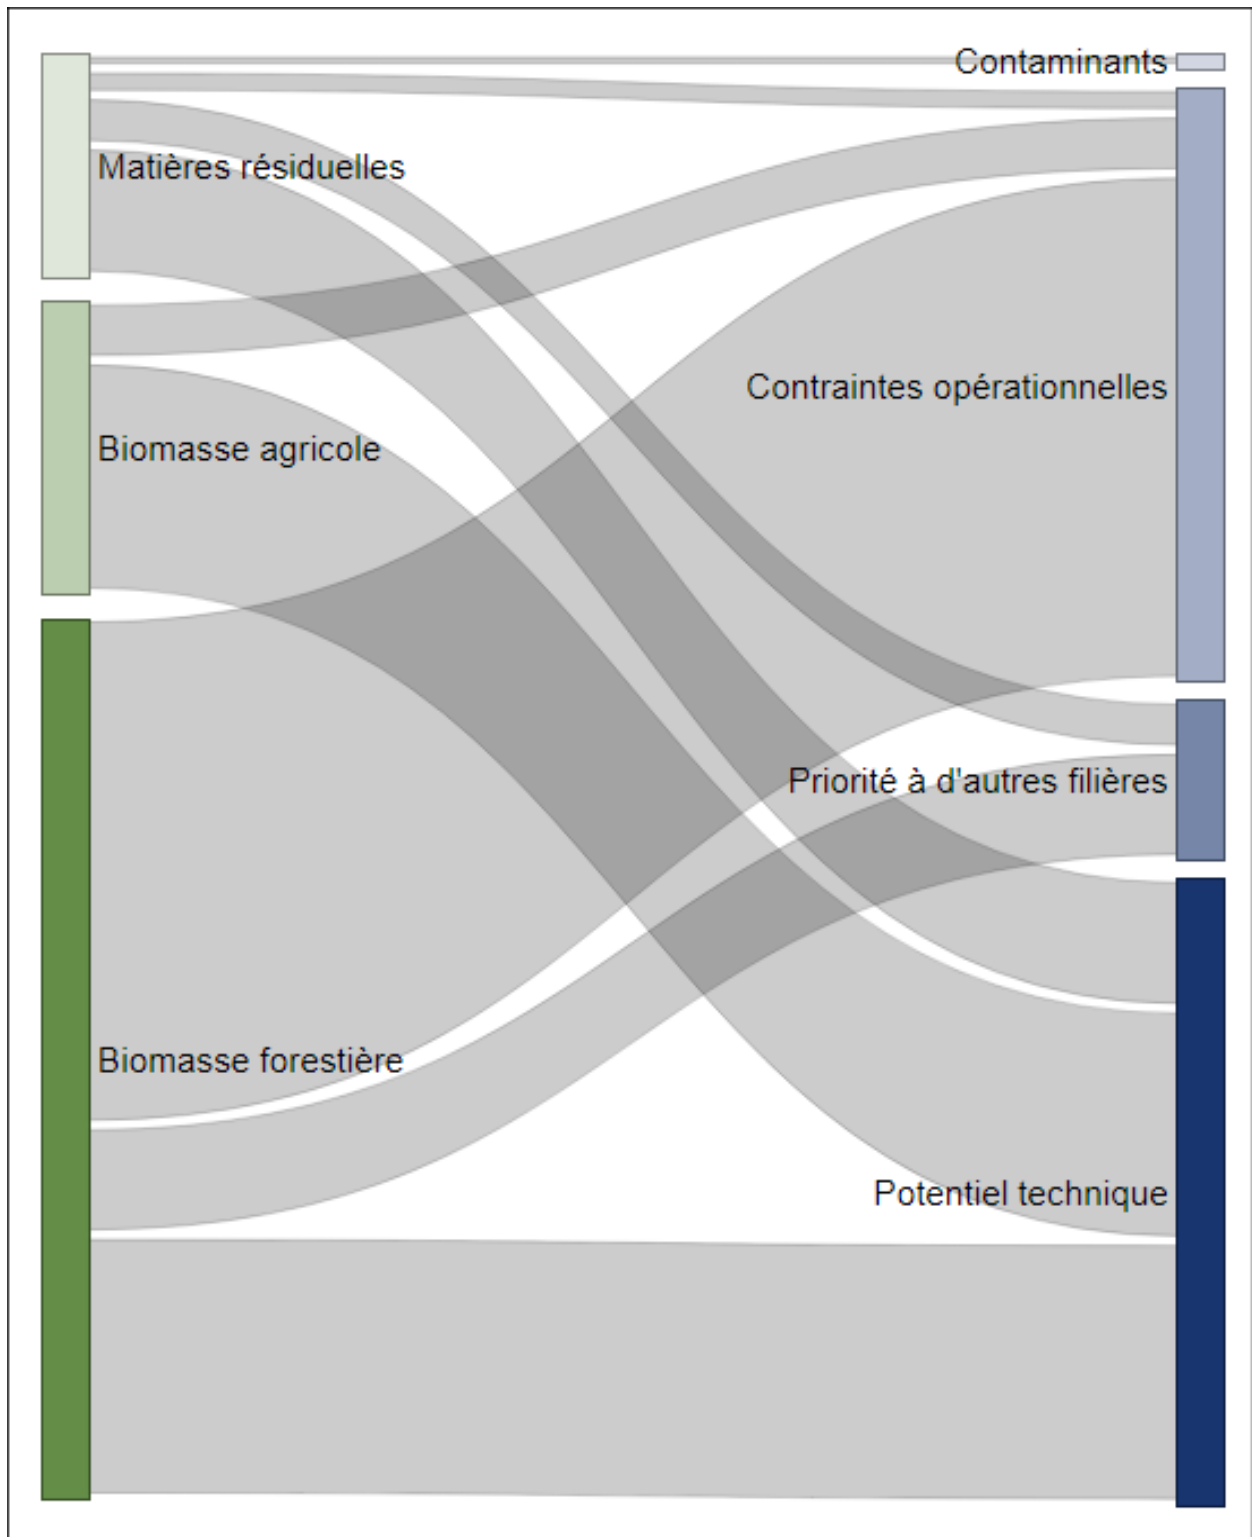 Contaminants
Matières résiduelles
Contraintes opérationnelles
Biomasse agricole
Priorité à d'autres filières
Biomasse forestière
Potentiel technique